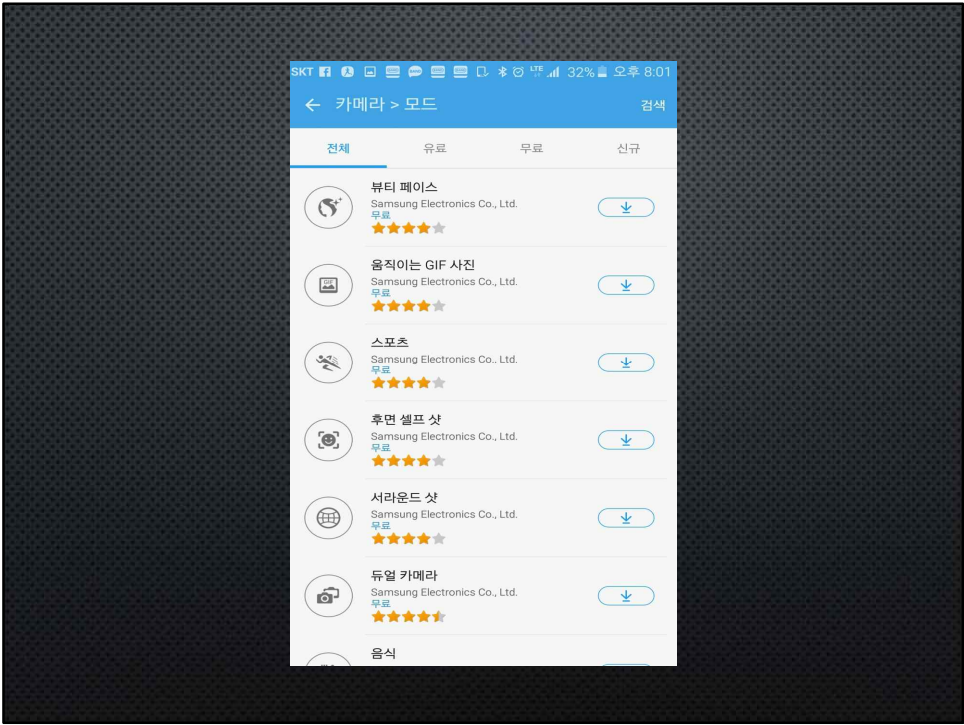 SKT LTE 32% 오후 8:01
카메라 > 모드 검색
전체 유료 무료 신규
뷰티 페이스
Samsung Electronics Co., Ltd.
무료
GIF
움직이는 GIF 사진
Samsung Electronics Co., Ltd.
무료
스포츠
Samsung Electronics Co., Ltd.
무료
후면 셀프 샷
Samsung Electronics Co., Ltd.
무료
서라운드 샷
Samsung Electronics Co., Ltd.
무료
듀얼 카메라
Samsung Electronics Co., Ltd.
무료
음식